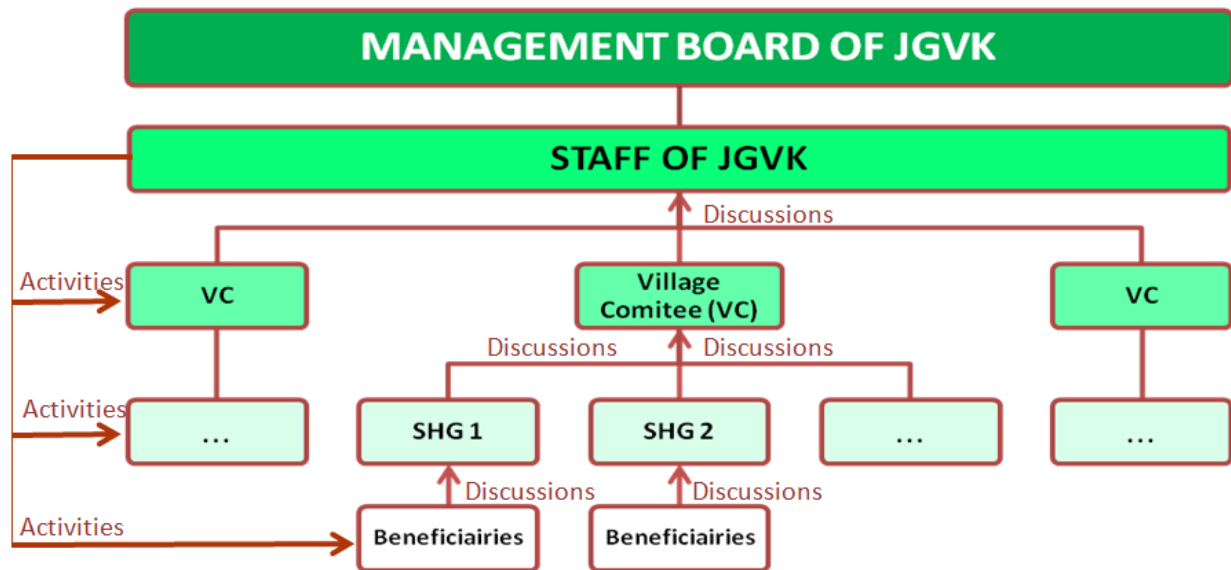 MANAGEMENT BOARD OF JGVK
STAFF OF JGVK
Discussions
Activities
VC
Village
Comitee (VC)
VC
Discussions
Discussions
Activities
...
SHG 1
SHG 2
...
...
Discussions
Discussions
Activities
Beneficiairies
Beneficiairies